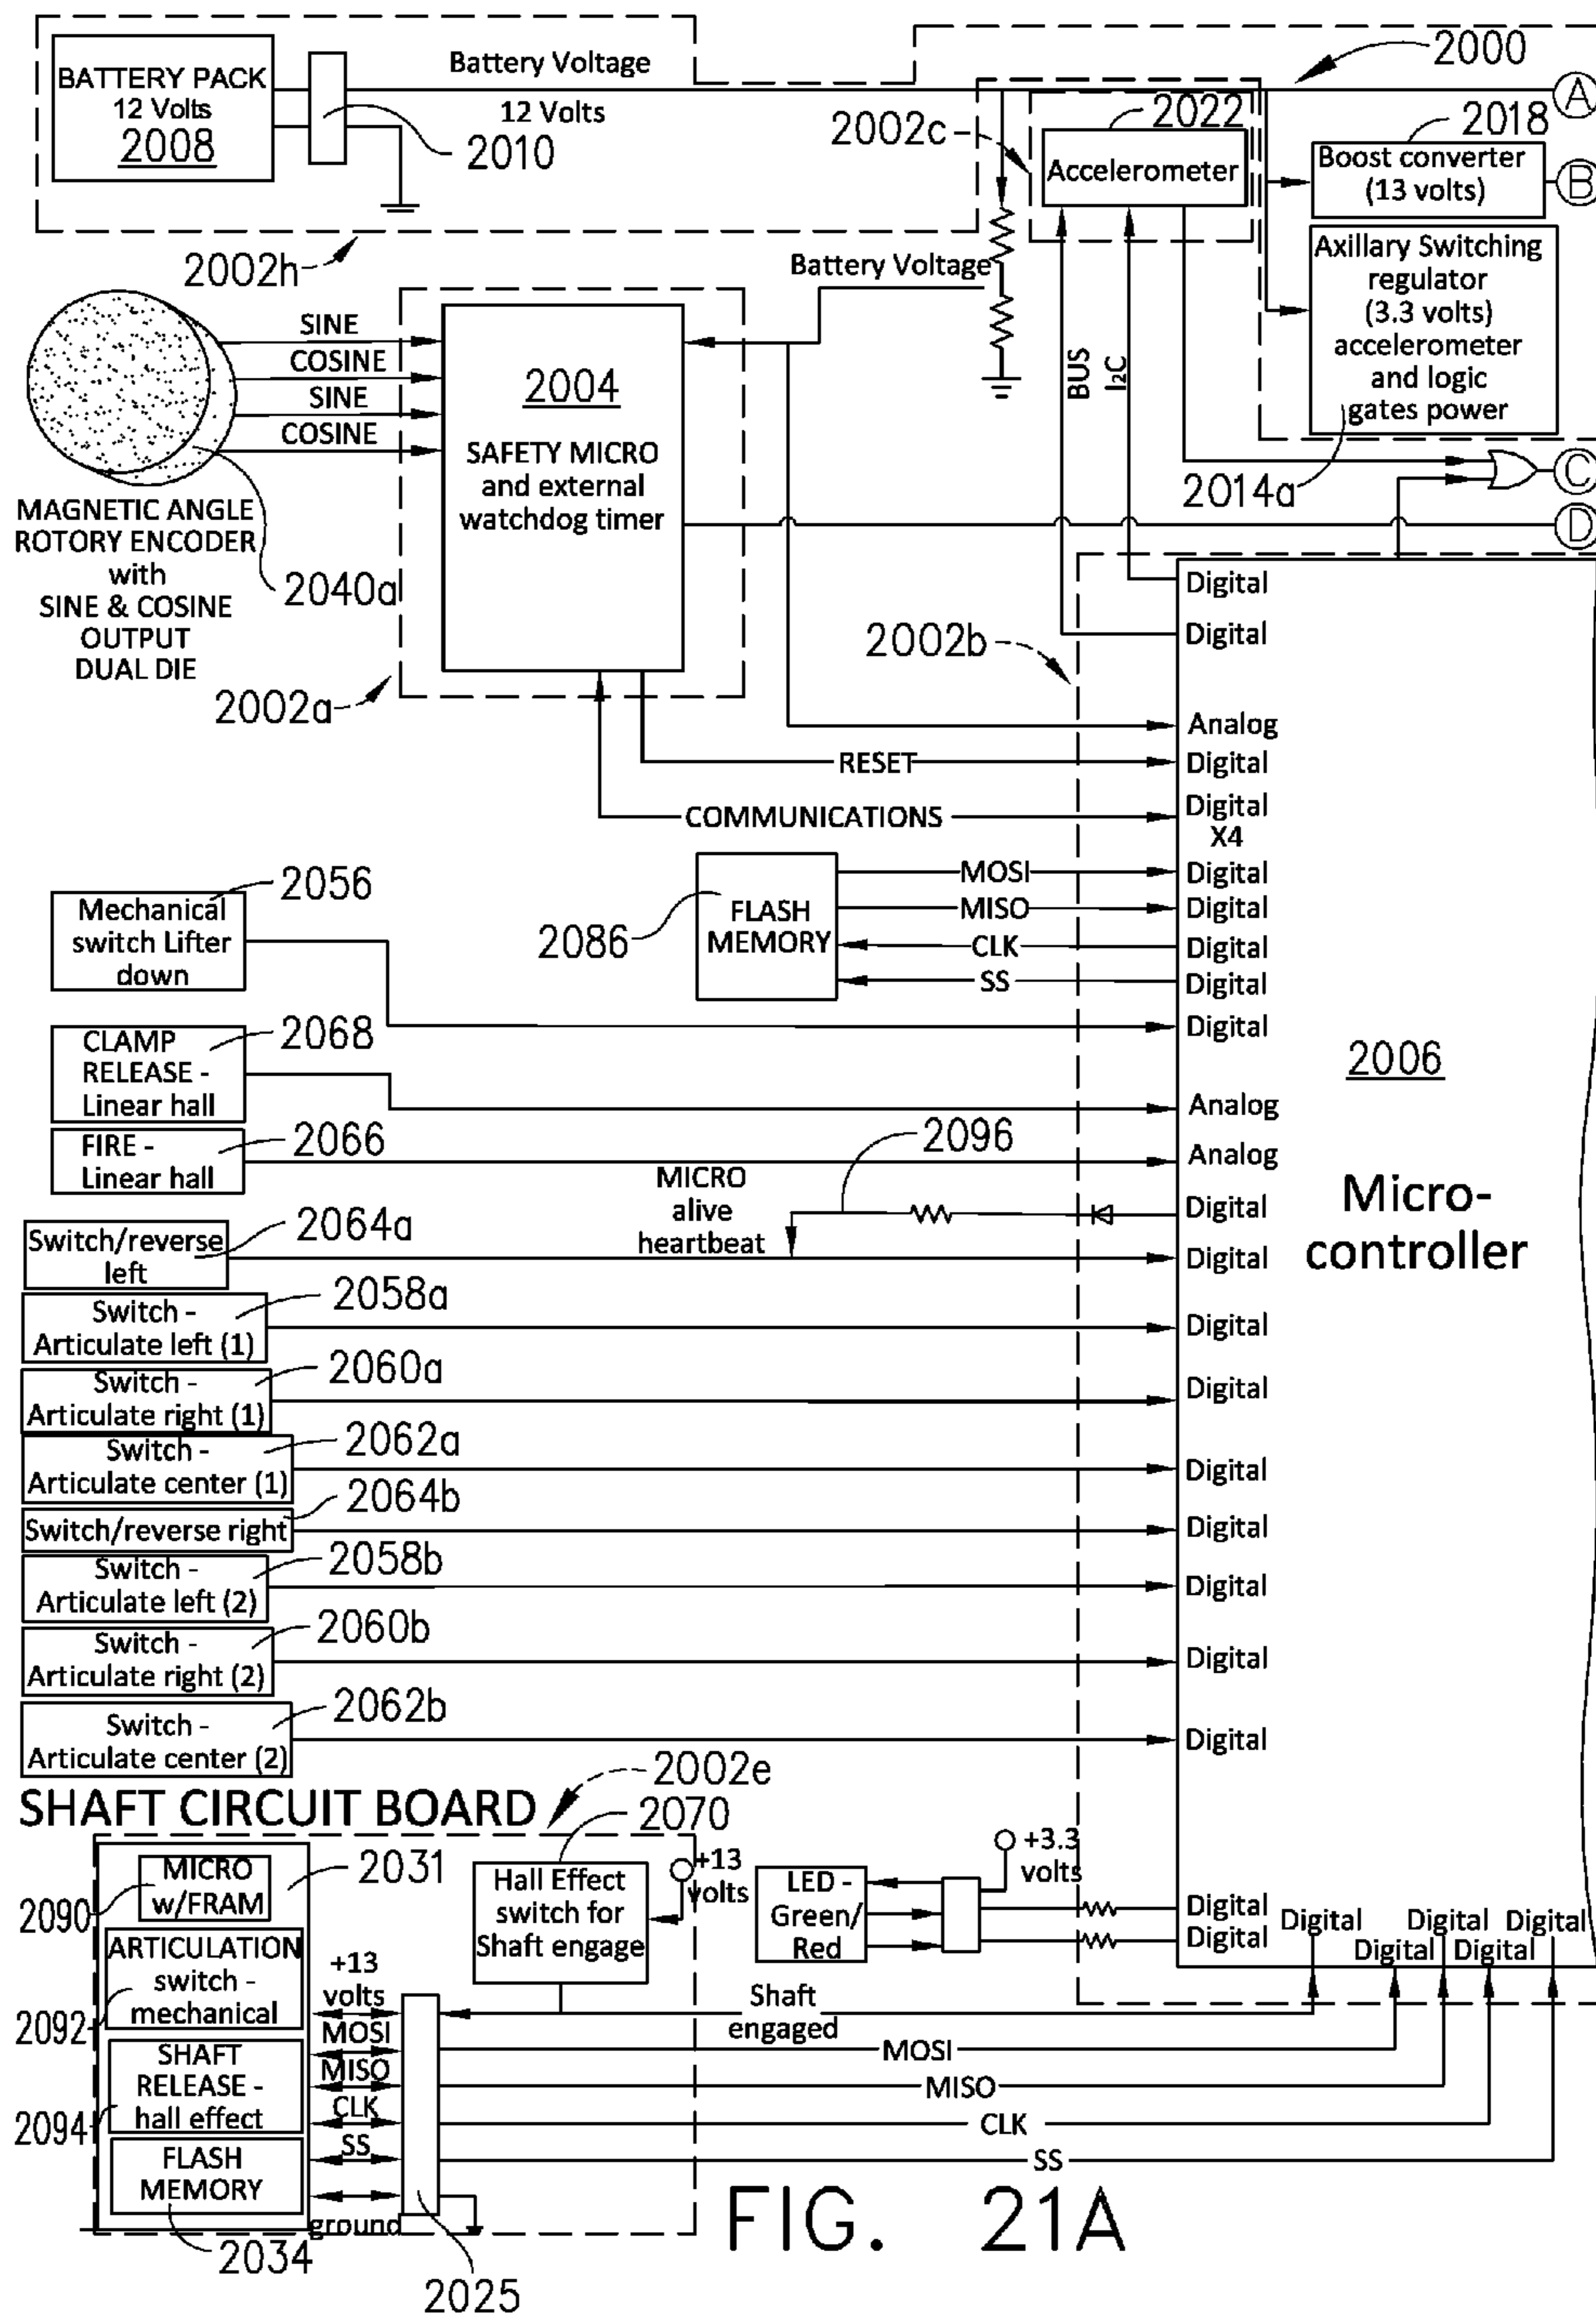 BATTERY PACK
12 Volts
2008
Battery Voltage
12 Volts
2010
2000
A
2002c
2022
Accelerometer
2018
Boost converter
(13 volts)
B
2002h
Battery Voltage
Axillary Switching
regulator
(3.3 volts)
accelerometer
and logic
gates power
2014a
SINE
COSINE
SINE
COSINE
2004
SAFETY MICRO
and external
watchdog timer
BUS
I2C
C
D
MAGNETIC ANGLE
ROTORY ENCODER
with
SINE & COSINE
OUTPUT
DUAL DIE
2040a
2002a
2002b
Digital
Digital
Analog
RESET
Digital
COMMUNICATIONS
Digital
X4
2086
FLASH
MEMORY
MOSI
Digital
MISO
Digital
CLK
Digital
SS
Digital
2056
Mechanical
switch Lifter
down
Digital
2006
Micro-
controller
2068
CLAMP
RELEASE -
Linear hall
Analog
2066
FIRE -
Linear hall
Analog
2096
MICRO
alive
heartbeat
Digital
2064a
Switch/reverse
left
Digital
2058a
Switch -
Articulate left (1)
Digital
2060a
Switch -
Articulate right (1)
Digital
2062a
Switch -
Articulate center (1)
Digital
2064b
Switch/reverse right
Digital
2058b
Switch -
Articulate left (2)
Digital
2060b
Switch -
Articulate right (2)
Digital
2062b
Switch -
Articulate center (2)
Digital
SHAFT CIRCUIT BOARD
2002e
2070
2031
MICRO
w/FRAM
2090
Hall Effect
switch for
Shaft engage
+13
volts
LED -
Green/
Red
+3.3
volts
Digital
Digital
Digital
Digital
Digital
Digital
Digital
ARTICULATION
switch -
mechanical
2092
SHAFT
RELEASE -
hall effect
2094
FLASH
MEMORY
2034
+13
volts
MOSI
MISO
CLK
SS
ground
2025
Shaft
engaged
MOSI
MISO
CLK
SS
FIG. 21A